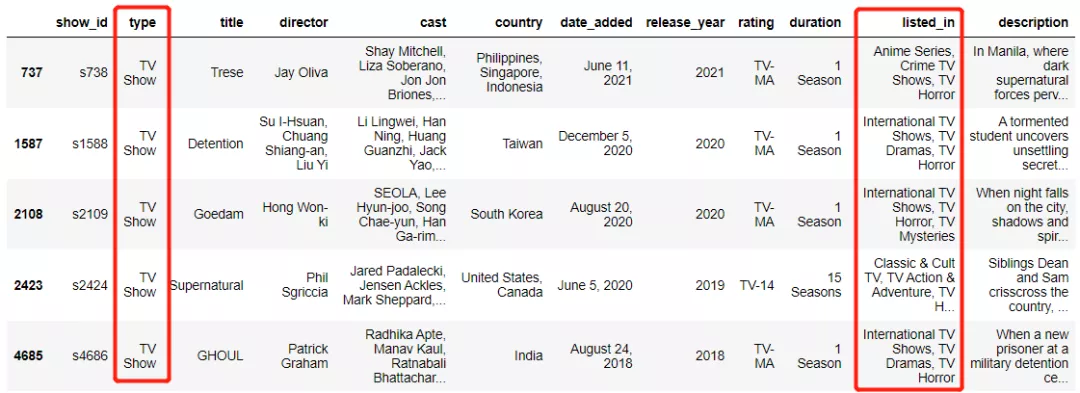 show_id type title director cast country date_added release_year rating duration listed_in description
737 s738 TV Show Trese Jay Oliva Shay Mitchell, Liza Soberano, Jon Jon Briones,... Philippines, Singapore, Indonesia June 11, 2021 2021 TV-MA 1 Season Anime Series, Crime TV Shows, TV Horror In Manila, where dark supernatural forces perv...
1587 s1588 TV Show Detention Su I-Hsuan, Chuang Shiang-an, Liu Yi Li Lingwei, Han Ning, Huang Guanzhi, Jack Yao,... Taiwan December 5, 2020 2020 TV-MA 1 Season International TV Shows, TV Dramas, TV Horror A tormented student uncovers unsettling secret...
2108 s2109 TV Show Goedam Hong Won-ki SEOLA, Lee Hyun-joo, Song Chae-yun, Han Ga-rim... South Korea August 20, 2020 2020 TV-MA 1 Season International TV Shows, TV Horror, TV Mysteries When night falls on the city, shadows and spir...
2423 s2424 TV Show Supernatural Phil Sgriccia Jared Padalecki, Jensen Ackles, Mark Sheppard,... United States, Canada June 5, 2020 2019 TV-14 15 Seasons Classic & Cult TV, TV Action & Adventure, TV H... Siblings Dean and Sam crisscross the country, ...
4685 s4686 TV Show GHOUL Patrick Graham Radhika Apte, Manav Kaul, Ratnabali Bhattachar... India August 24, 2018 2018 TV-MA 1 Season International TV Shows, TV Dramas, TV Horror When a new prisoner at a military detention ce...